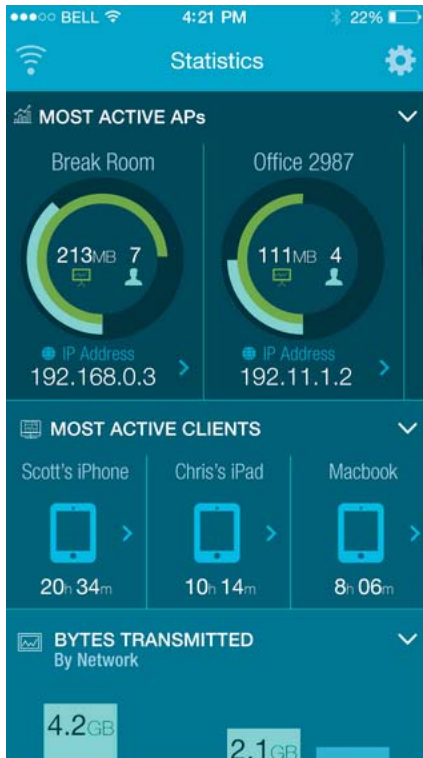 BELL 4:21 PM 22%
Statistics
MOST ACTIVE APs
Break Room Office 2987
213MB 7 111MB 4
IP Address IP Address
192.168.0.3 192.11.1.2
MOST ACTIVE CLIENTS
Scott's iPhone Chris's iPad Macbook
20h 34m 10h 14m 8h 06m
BYTES TRANSMITTED
By Network
4.2GB
2.1GB